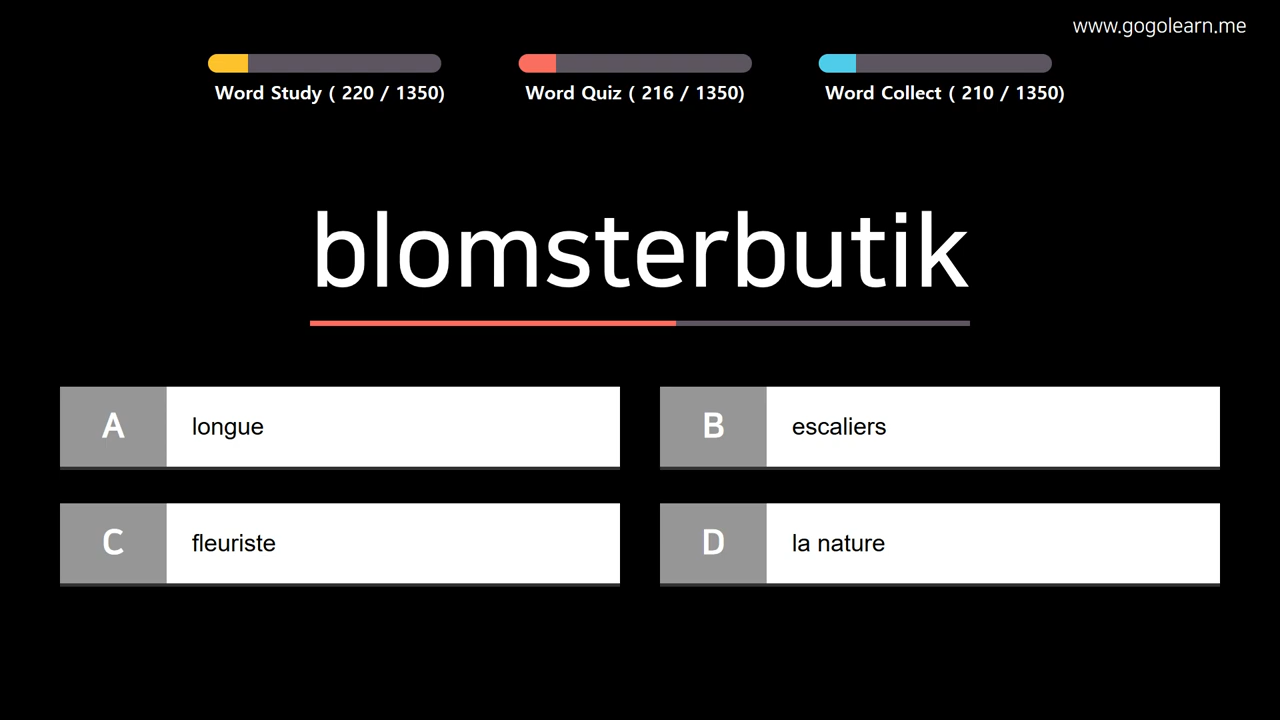 www.gogolearn.me
Word Study ( 220 / 1350)
Word Quiz ( 216 / 1350)
Word Collect ( 210 / 1350)
blomsterbutik
A longue
B escaliers
C fleuriste
D la nature